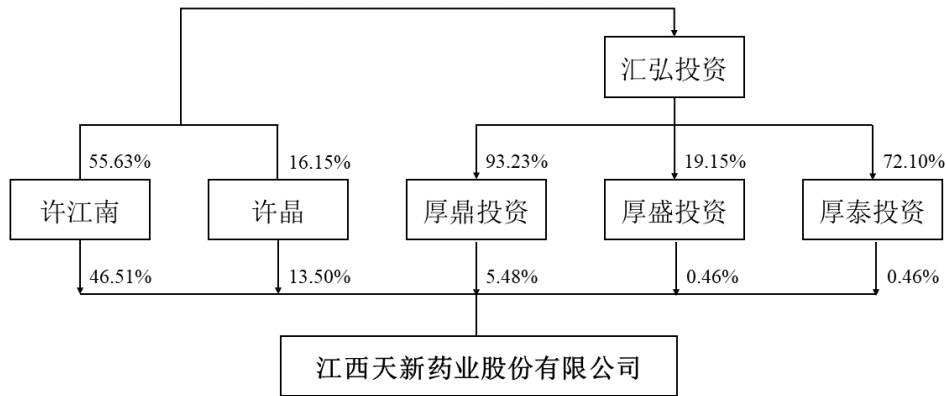 汇弘投资
55.63%
16.15%
93.23%
19.15%
72.10%
许江南
许晶
厚鼎投资
厚盛投资
厚泰投资
46.51%
13.50%
5.48%
0.46%
0.46%
江西天新药业股份有限公司